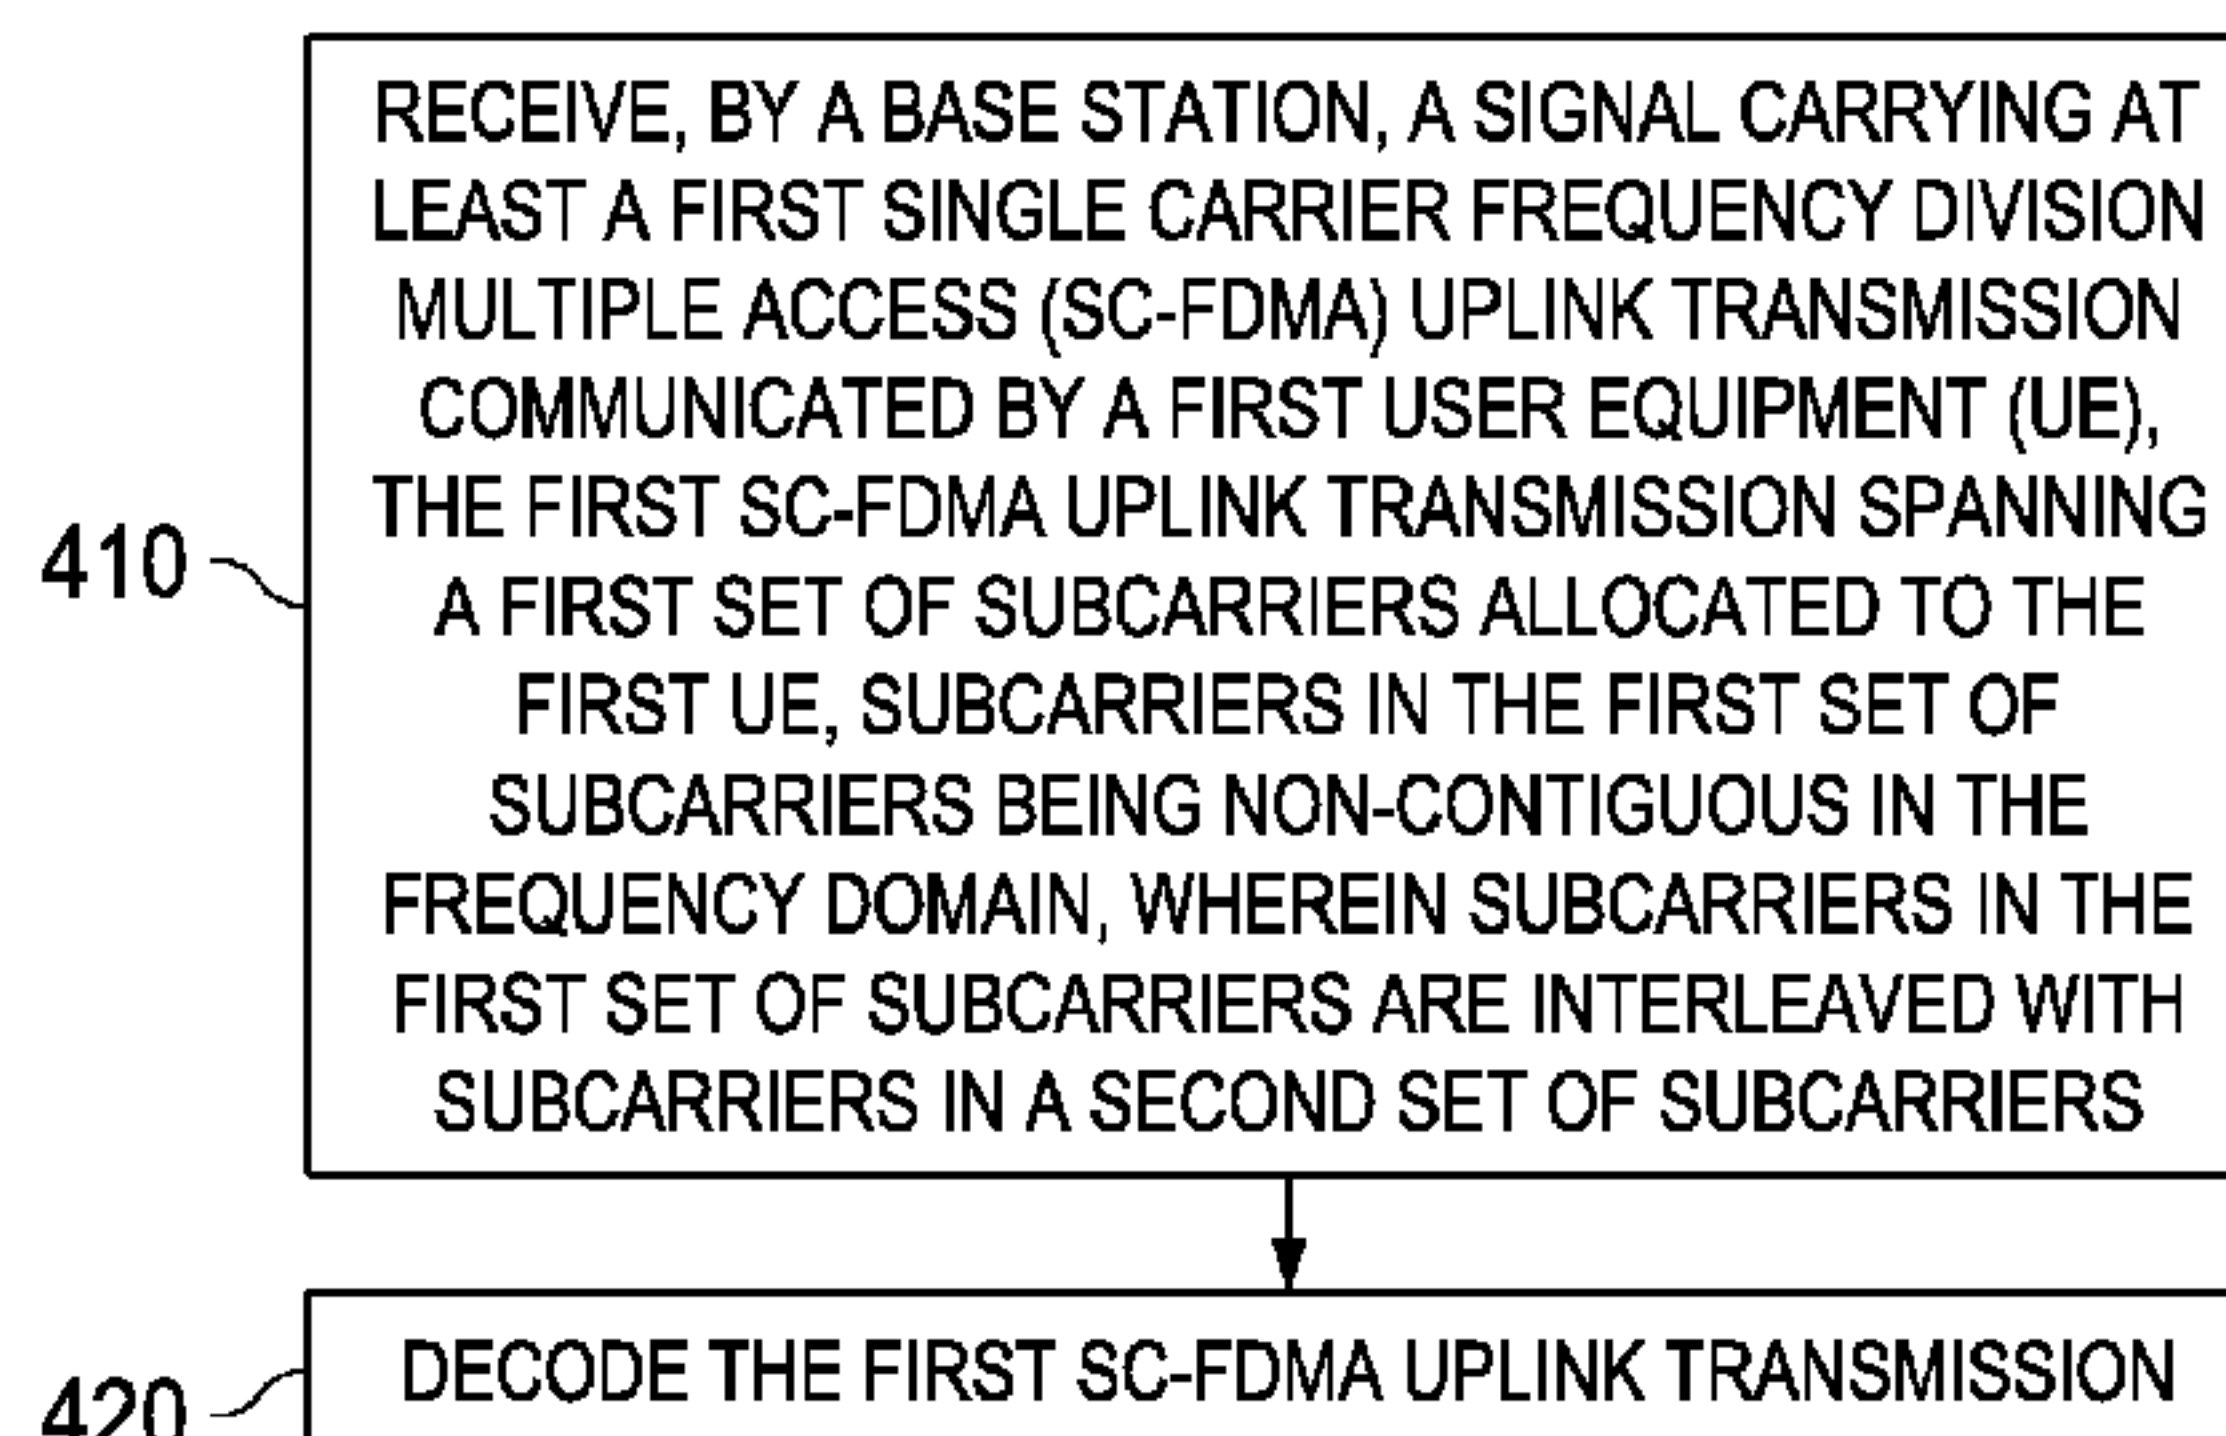 RECEIVE, BY A BASE STATION, A SIGNAL CARRYING AT
LEAST A FIRST SINGLE CARRIER FREQUENCY DIVISION
MULTIPLE ACCESS (SC-FDMA) UPLINK TRANSMISSION
COMMUNICATED BY A FIRST USER EQUIPMENT (UE),
THE FIRST SC-FDMA UPLINK TRANSMISSION SPANNING
410
A FIRST SET OF SUBCARRIERS ALLOCATED TO THE
FIRST UE, SUBCARRIERS IN THE FIRST SET OF
SUBCARRIERS BEING NON-CONTIGUOUS IN THE
FREQUENCY DOMAIN, WHEREIN SUBCARRIERS IN THE
FIRST SET OF SUBCARRIERS ARE INTERLEAVED WITH
SUBCARRIERS IN A SECOND SET OF SUBCARRIERS
DECODE THE FIRST SC-FDMA UPLINK TRANSMISSION
420